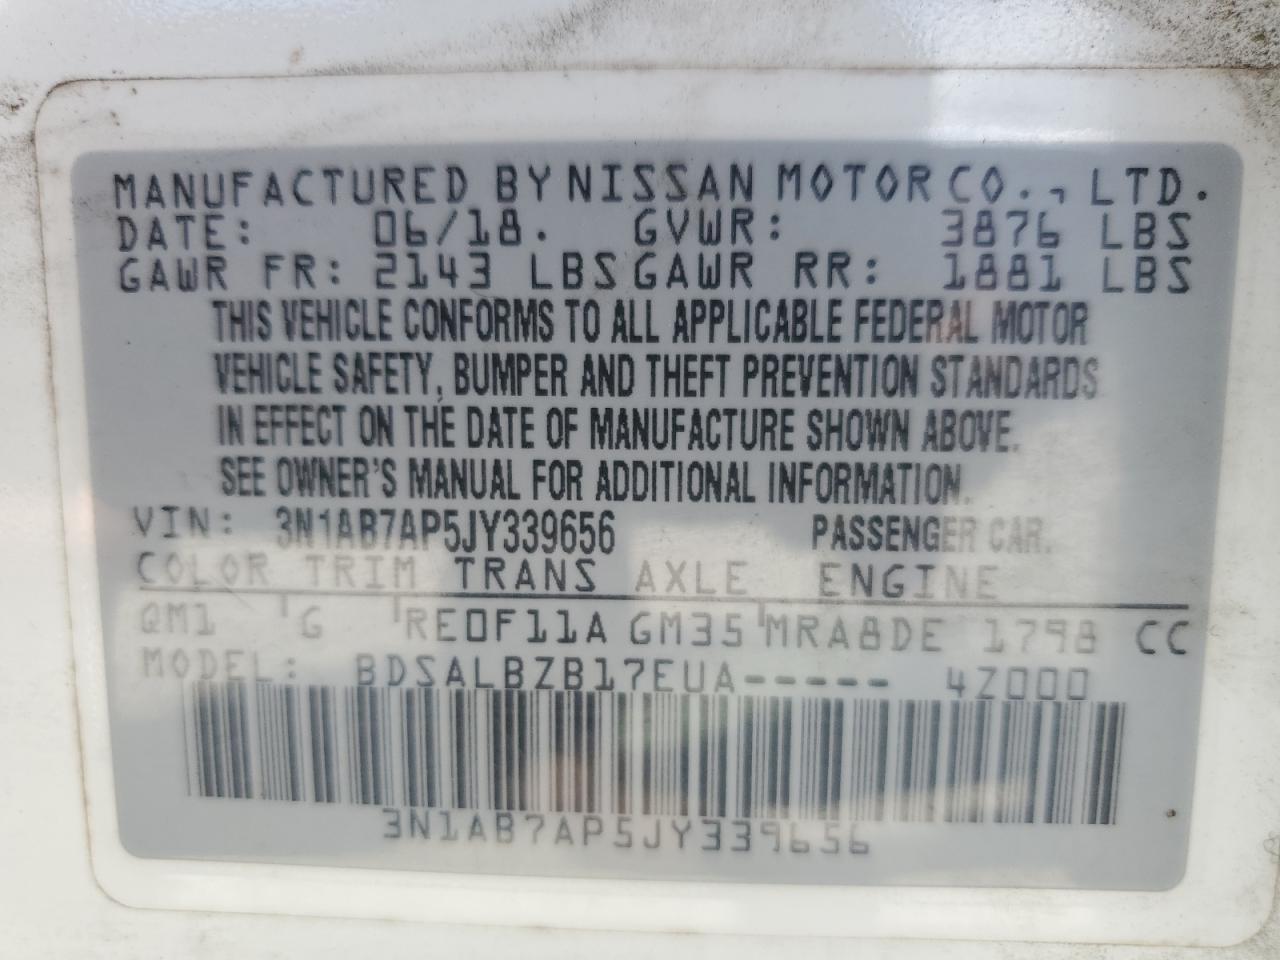 MANUFACTURED BY NISSAN MOTOR CO., LTD.
DATE: 06/18. GVWR: 3876 LBS
GAWR FR: 2143 LBS GAWR RR: 1881 LBS
THIS VEHICLE CONFORMS TO ALL APPLICABLE FEDERAL MOTOR
VEHICLE SAFETY, BUMPER AND THEFT PREVENTION STANDARDS
IN EFFECT ON THE DATE OF MANUFACTURE SHOWN ABOVE.
SEE OWNER'S MANUAL FOR ADDITIONAL INFORMATION.
VIN: 3N1AB7AP5JY339656 PASSENGER CAR.
COLOR TRIM TRANS AXLE ENGINE
QM1 G RE0F11A GM35 MRA8DE 1798 CC
MODEL: BDSALBZB17EUA----- 4Z000
3N1AB7AP5JY339656